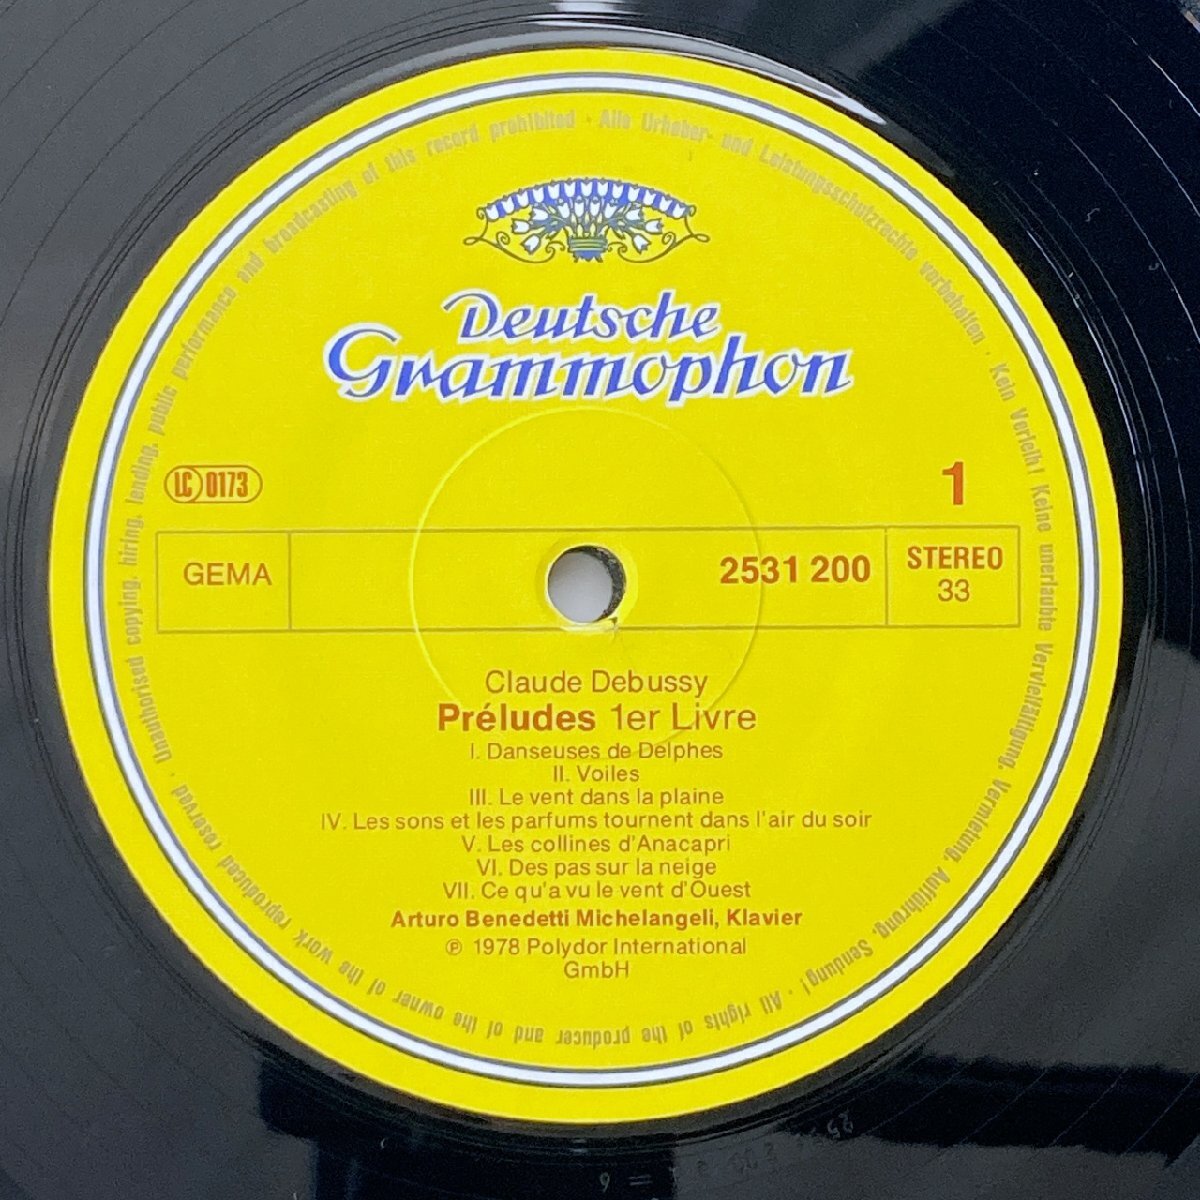 Deutsche
Grammophon
LC 0173
1
GEMA
2531 200
STEREO
33
Claude Debussy
Préludes 1er Livre
I. Danseuses de Delphes
II. Voiles
III. Le vent dans la plaine
IV. Les sons et les parfums tournent dans l'air du soir
V. Les collines d'Anacapri
VI. Des pas sur la neige
VII. Ce qu'a vu le vent d'Ouest
Arturo Benedetti Michelangeli, Klavier
℗ 1978 Polydor International
GmbH
Alle Urheber- und Leistungsschutzrechte vorbehalten · Kein Verleih! Keine unerlaubte Vervielfältigung, Vermietung, Aufführung, Sendung! · All rights of the producer and of the owner of the work reproduced reserved · Unauthorised copying, hiring, lending, public performance and broadcasting of this record prohibited ·